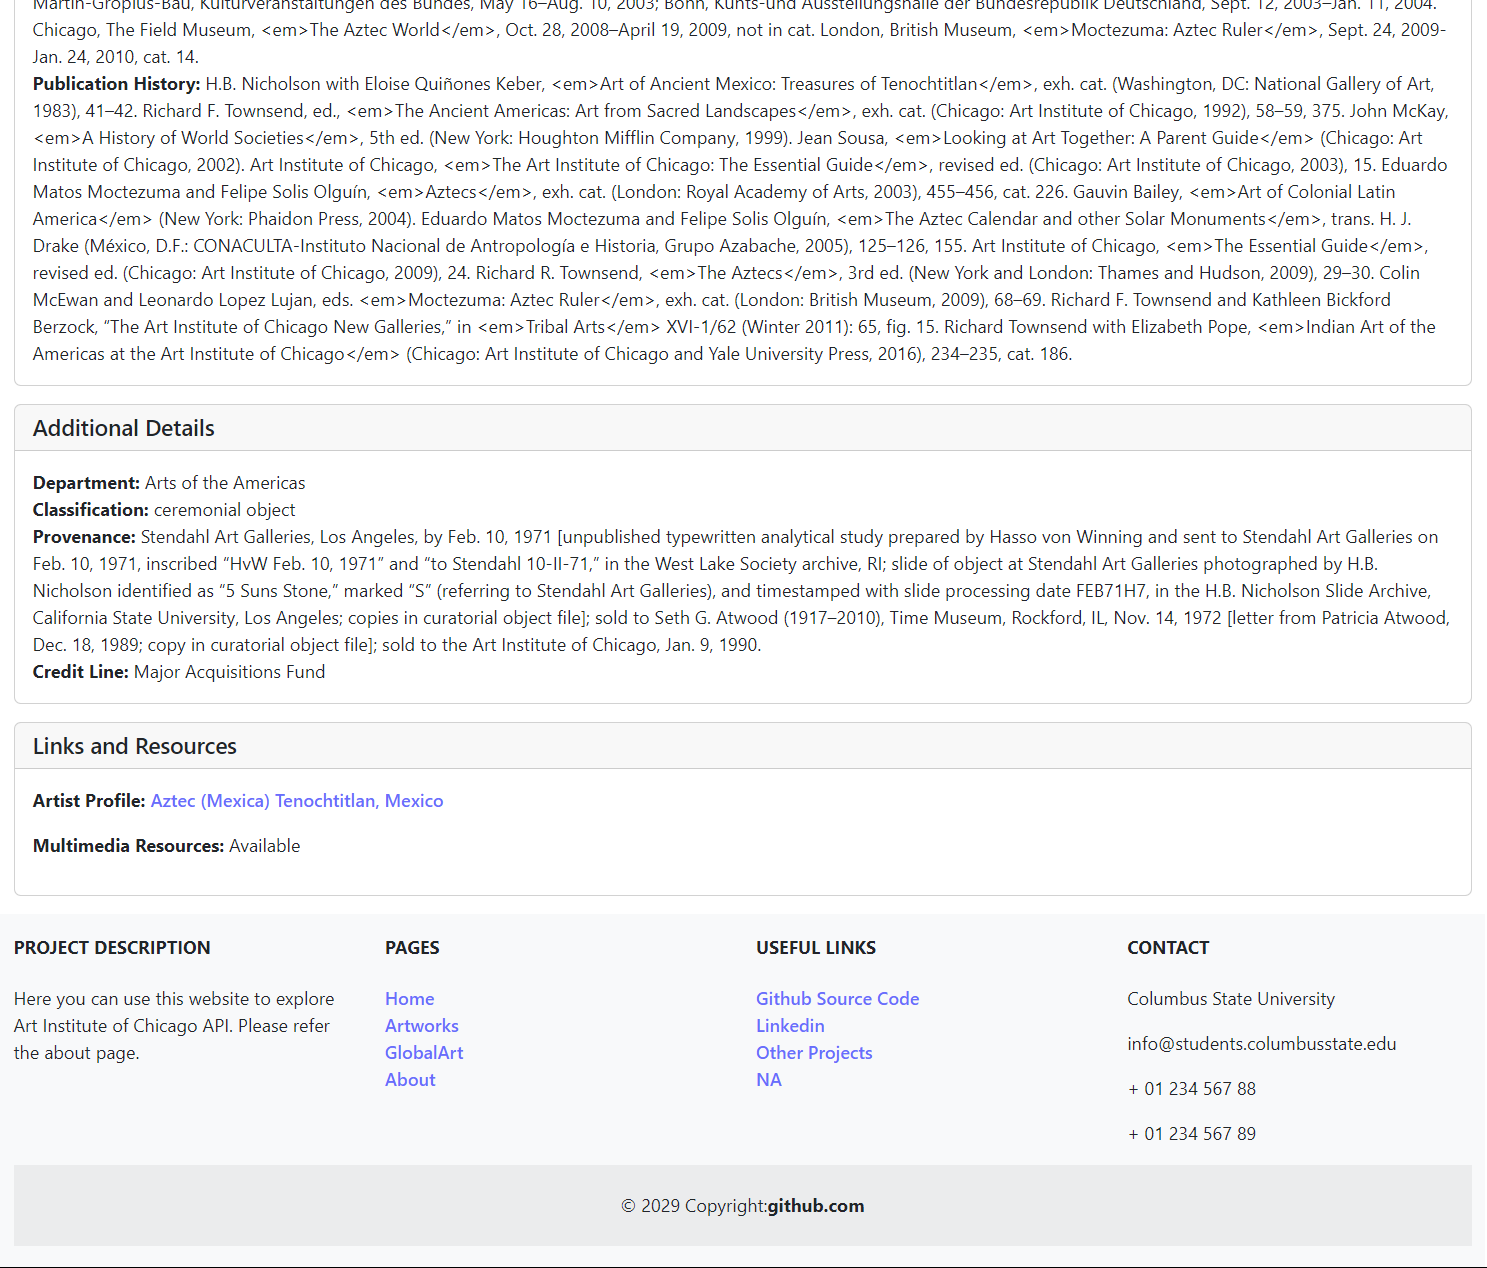 Martin-Gropius-Bau, Kulturveranstaltungen des Bundes, May 16–Aug. 10, 2003; Bonn, Kunts-und Ausstellungshalle der Bundesrepublik Deutschland, Sept. 12, 2003–Jan. 11, 2004.
Chicago, The Field Museum, <em>The Aztec World</em>, Oct. 28, 2008–April 19, 2009, not in cat. London, British Museum, <em>Moctezuma: Aztec Ruler</em>, Sept. 24, 2009-
Jan. 24, 2010, cat. 14.
Publication History: H.B. Nicholson with Eloise Quiñones Keber, <em>Art of Ancient Mexico: Treasures of Tenochtitlan</em>, exh. cat. (Washington, DC: National Gallery of Art,
1983), 41–42. Richard F. Townsend, ed., <em>The Ancient Americas: Art from Sacred Landscapes</em>, exh. cat. (Chicago: Art Institute of Chicago, 1992), 58–59, 375. John McKay,
<em>A History of World Societies</em>, 5th ed. (New York: Houghton Mifflin Company, 1999). Jean Sousa, <em>Looking at Art Together: A Parent Guide</em> (Chicago: Art
Institute of Chicago, 2002). Art Institute of Chicago, <em>The Art Institute of Chicago: The Essential Guide</em>, revised ed. (Chicago: Art Institute of Chicago, 2003), 15. Eduardo
Matos Moctezuma and Felipe Solis Olguín, <em>Aztecs</em>, exh. cat. (London: Royal Academy of Arts, 2003), 455–456, cat. 226. Gauvin Bailey, <em>Art of Colonial Latin
America</em> (New York: Phaidon Press, 2004). Eduardo Matos Moctezuma and Felipe Solis Olguín, <em>The Aztec Calendar and other Solar Monuments</em>, trans. H. J.
Drake (México, D.F.: CONACULTA-Instituto Nacional de Antropología e Historia, Grupo Azabache, 2005), 125–126, 155. Art Institute of Chicago, <em>The Essential Guide</em>,
revised ed. (Chicago: Art Institute of Chicago, 2009), 24. Richard R. Townsend, <em>The Aztecs</em>, 3rd ed. (New York and London: Thames and Hudson, 2009), 29–30. Colin
McEwan and Leonardo Lopez Lujan, eds. <em>Moctezuma: Aztec Ruler</em>, exh. cat. (London: British Museum, 2009), 68–69. Richard F. Townsend and Kathleen Bickford
Berzock, “The Art Institute of Chicago New Galleries,” in <em>Tribal Arts</em> XVI-1/62 (Winter 2011): 65, fig. 15. Richard Townsend with Elizabeth Pope, <em>Indian Art of the
Americas at the Art Institute of Chicago</em> (Chicago: Art Institute of Chicago and Yale University Press, 2016), 234–235, cat. 186.
Additional Details
Department: Arts of the Americas
Classification: ceremonial object
Provenance: Stendahl Art Galleries, Los Angeles, by Feb. 10, 1971 [unpublished typewritten analytical study prepared by Hasso von Winning and sent to Stendahl Art Galleries on
Feb. 10, 1971, inscribed “HvW Feb. 10, 1971” and “to Stendahl 10-II-71,” in the West Lake Society archive, RI; slide of object at Stendahl Art Galleries photographed by H.B.
Nicholson identified as “5 Suns Stone,” marked “S” (referring to Stendahl Art Galleries), and timestamped with slide processing date FEB71H7, in the H.B. Nicholson Slide Archive,
California State University, Los Angeles; copies in curatorial object file]; sold to Seth G. Atwood (1917–2010), Time Museum, Rockford, IL, Nov. 14, 1972 [letter from Patricia Atwood,
Dec. 18, 1989; copy in curatorial object file]; sold to the Art Institute of Chicago, Jan. 9, 1990.
Credit Line: Major Acquisitions Fund
Links and Resources
Artist Profile: Aztec (Mexica) Tenochtitlan, Mexico
Multimedia Resources: Available
PROJECT DESCRIPTION
Here you can use this website to explore
Art Institute of Chicago API. Please refer
the about page.
PAGES
Home
Artworks
GlobalArt
About
USEFUL LINKS
Github Source Code
Linkedin
Other Projects
NA
CONTACT
Columbus State University
info@students.columbusstate.edu
+ 01 234 567 88
+ 01 234 567 89
© 2029 Copyright:github.com